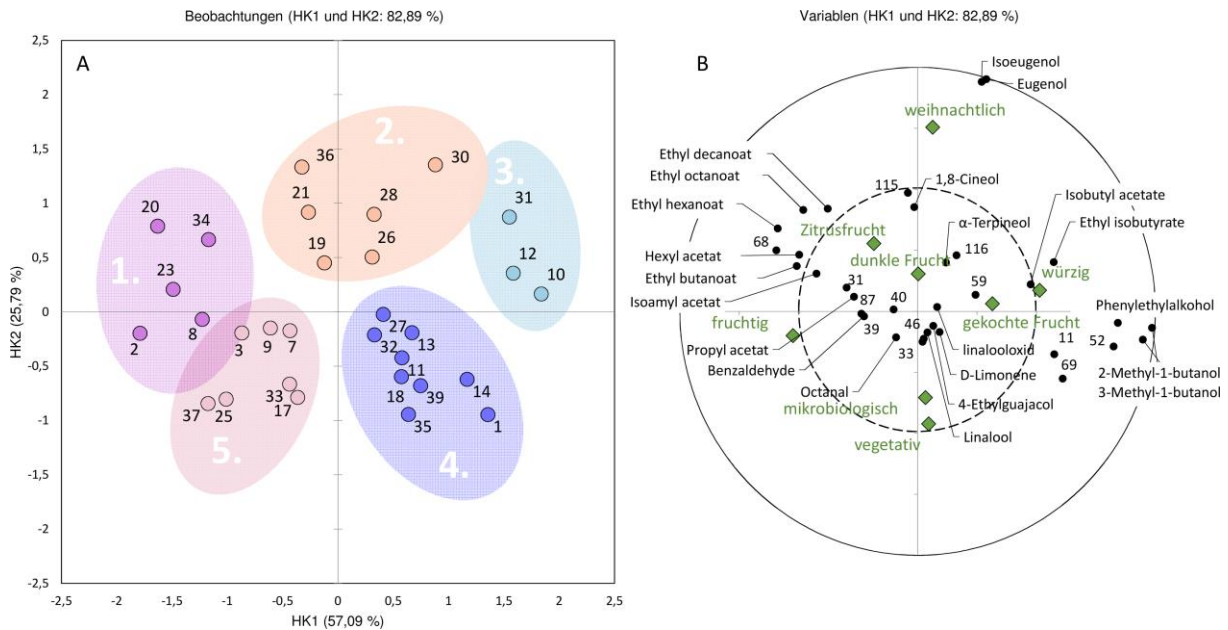 Beobachtungen (HK1 und HK2: 82,89 %)
A
2,5
2
1,5
1
0,5
0
-0,5
-1
-1,5
-2
-2,5
HK2 (25,79 %)
1.
2.
3.
4.
5.
20
34
23
2
8
36
30
21
28
19
26
31
12
10
3
9
7
37
25
33
17
27
32
13
11
18
39
14
35
1
-2,5
-2
-1,5
-1
-0,5
0
0,5
1
1,5
2
2,5
HK1 (57,09 %)
Variablen (HK1 und HK2: 82,89 %)
B
Isoeugenol
Eugenol
weihnachtlich
Ethyl decanoat
Ethyl octanoat
Ethyl hexanoat
68
Hexyl acetat
Ethyl butanoat
Isoamyl acetat
115
1,8-Cineol
Isobutyl acetate
α-Terpineol
Ethyl isobutyrate
Zitrusfrucht
116
dunkle Frucht
würzig
31
59
87
40
gekochte Frucht
Phenylethylalkohol
fruchtig
39
46
11
Propyl acetat
33
linalooloxid
52
69
Benzaldehyde
D-Limonene
2-Methyl-1-butanol
Octanal
3-Methyl-1-butanol
mikrobiologisch
4-Ethylguajacol
vegetativ
Linalool